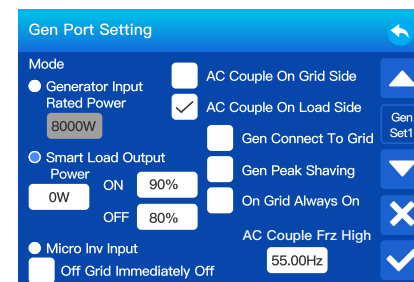 Gen Port Setting
Mode
Generator Input
Rated Power
8000W
Smart Load Output
Power
0W
ON 90%
OFF 80%
Micro Inv Input
Off Grid Immediately Off
AC Couple On Grid Side
AC Couple On Load Side
Gen Connect To Grid
Gen Peak Shaving
On Grid Always On
AC Couple Frz High
55.00Hz
Gen
Set1